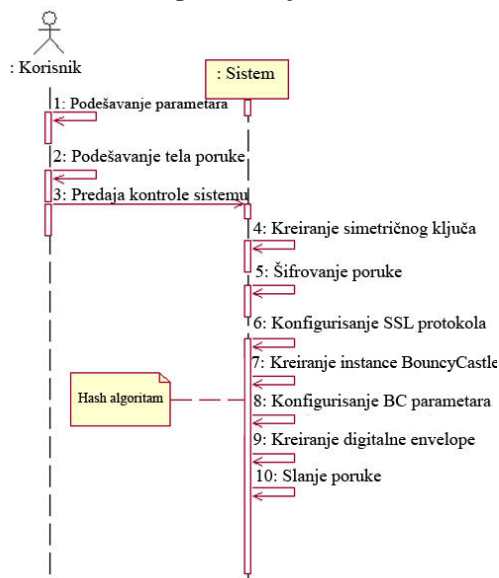 : Korisnik
: Sistem
1: Podešavanje parametara
2: Podešavanje tela poruke
3: Predaja kontrole sistemu
4: Kreiranje simetričnog ključa
5: Šifrovanje poruke
6: Konfigurisanje SSL protokola
7: Kreiranje instance BouncyCastle
Hash algoritam
8: Konfigurisanje BC parametara
9: Kreiranje digitalne envelope
10: Slanje poruke